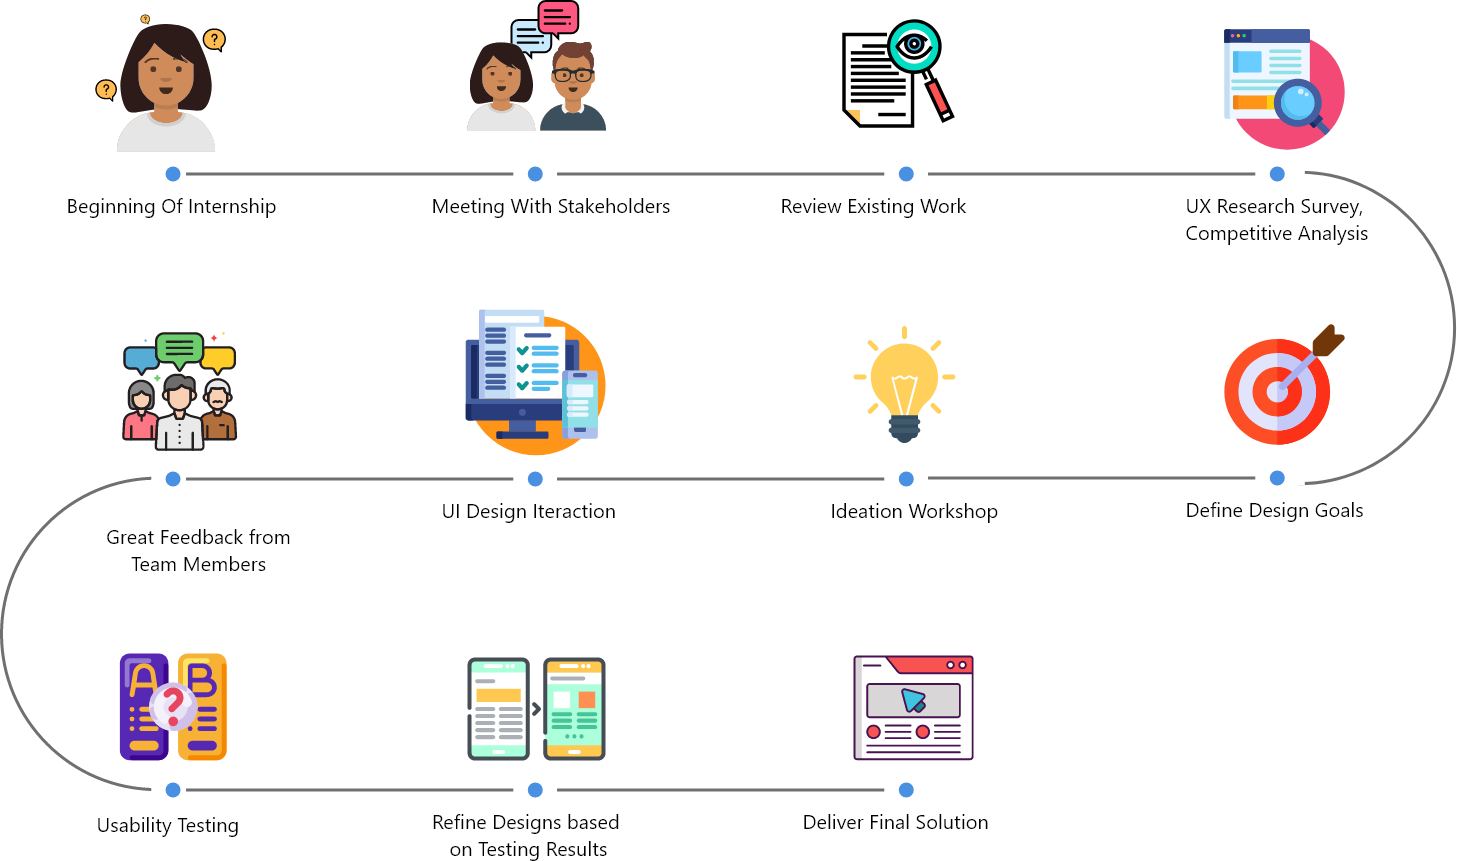 ?
?
?
Beginning Of Internship
Meeting With Stakeholders
Review Existing Work
UX Research Survey,
Competitive Analysis
Define Design Goals
Ideation Workshop
UI Design Iteraction
Great Feedback from
Team Members
A
B
?
Usability Testing
Refine Designs based
on Testing Results
Deliver Final Solution